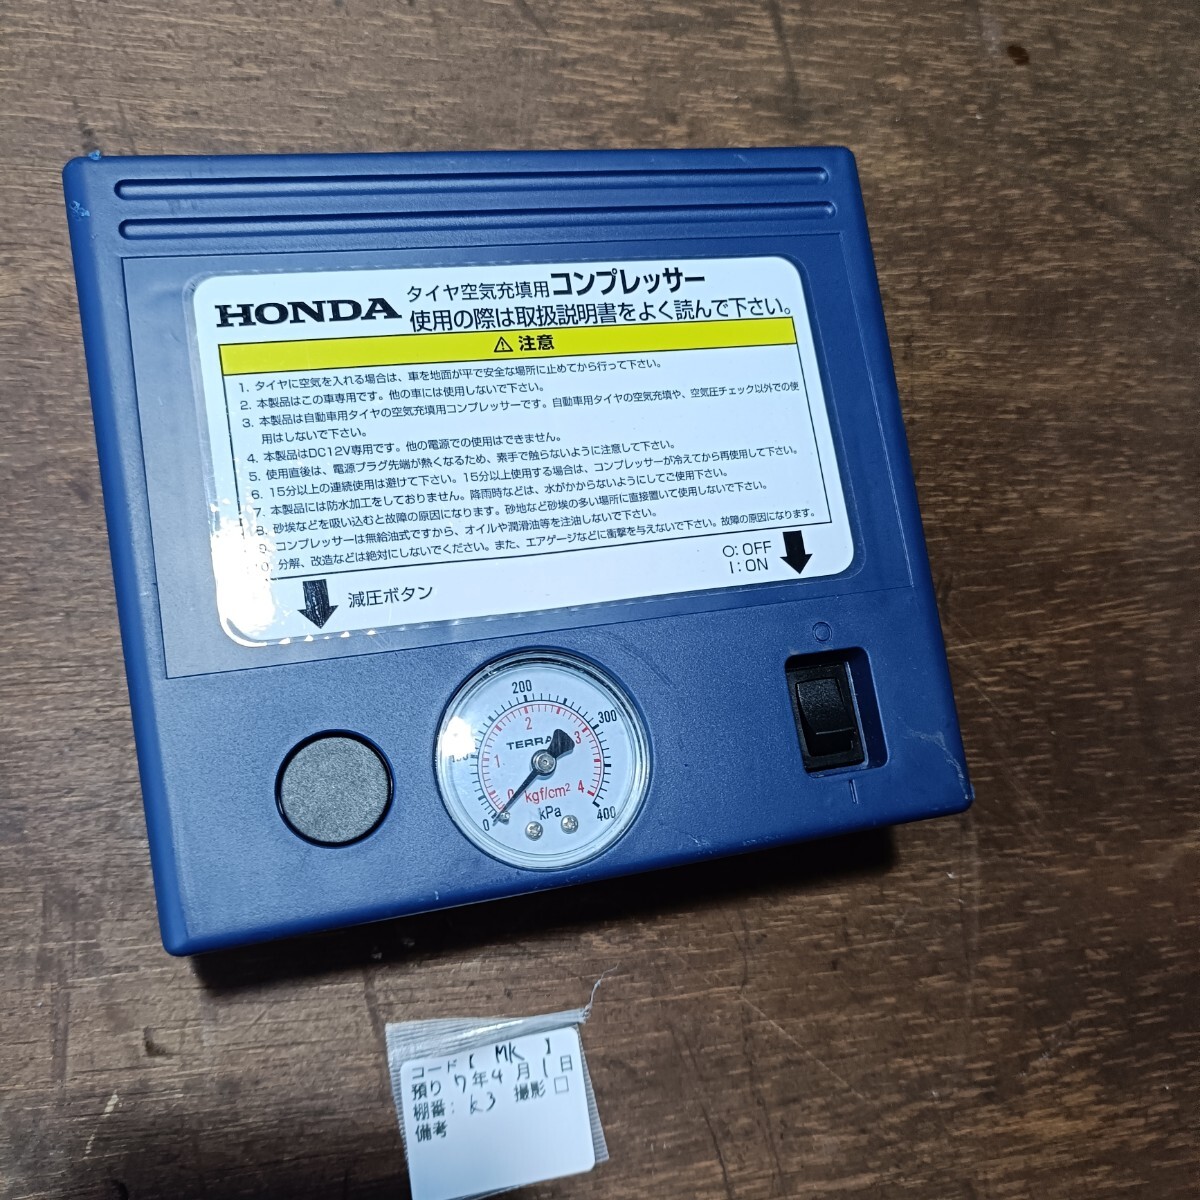 HONDA タイヤ空気充填用コンプレッサー
使用の際は取扱説明書をよく読んで下さい。
⚠ 注意
1. タイヤに空気を入れる場合は、車を地面が平で安全な場所に止めてから行って下さい。
2. 本製品はこの車専用です。他の車には使用しないで下さい。
3. 本製品は自動車用タイヤの空気充填用コンプレッサーです。自動車用タイヤの空気充填や、空気圧チェック以外での使
用はしないで下さい。
4. 本製品はDC12V専用です。他の電源での使用はできません。
5. 使用直後は、電源プラグ先端が熱くなるため、素手で触らないように注意して下さい。
6. 15分以上の連続使用は避けて下さい。15分以上使用する場合は、コンプレッサーが冷えてから再使用して下さい。
7. 本製品には防水加工をしておりません。降雨時などは、水がかからないようにしてご使用下さい。
8. 砂埃などを吸い込むと故障の原因になります。砂地など砂埃の多い場所に直接置いて使用しないで下さい。
9. コンプレッサーは無給油式ですから、オイルや潤滑油等を注油しないで下さい。
10. 分解、改造などは絶対にしないでください。また、エアゲージなどに衝撃を与えないで下さい。故障の原因になります。
減圧ボタン
○:OFF
I:ON
200
300
2
TERRA
3
1
0 kgf/cm² 4
0 kPa 400
コード【 MK 】
預り 7年4月1日
棚番: K3 撮影 □
備考